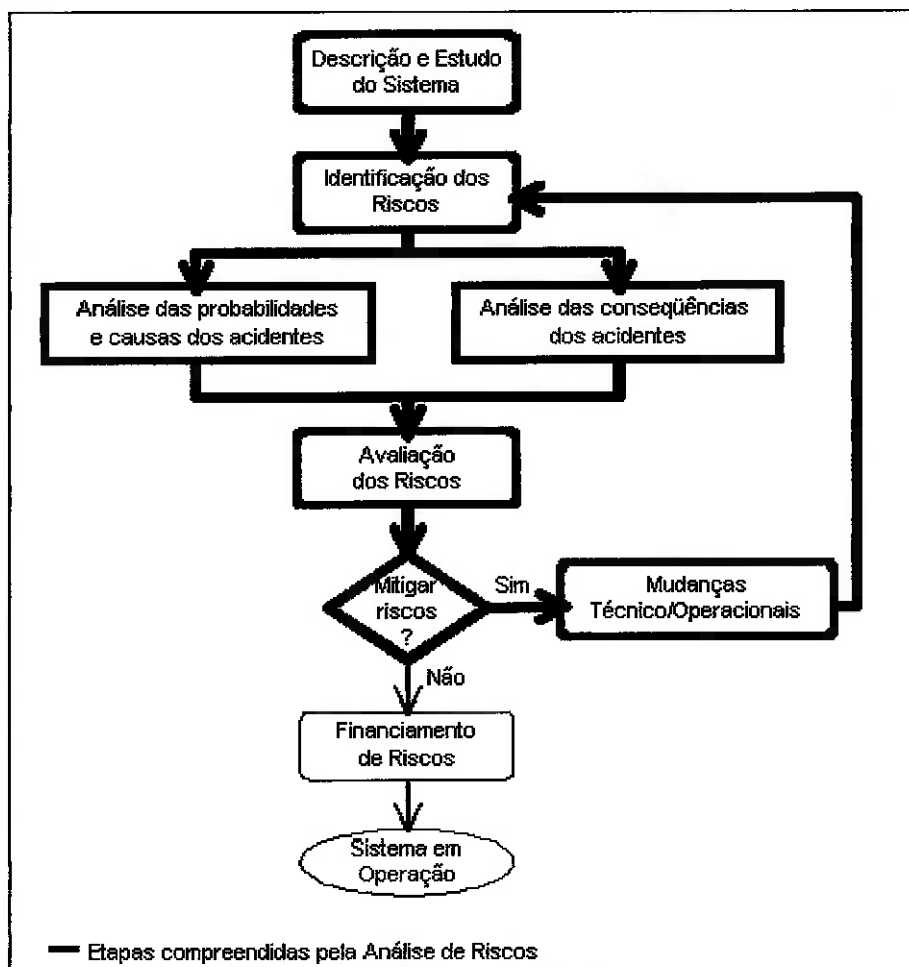 Descrição e Estudo
do Sistema
Identificação dos
Riscos
Análise das probabilidades
e causas dos acidentes
Análise das conseqüências
dos acidentes
Avaliação
dos Riscos
Mitigar
riscos
?
Sim
Mudanças
Técnico/Operacionais
Não
Financiamento
de Riscos
Sistema em
Operação
Etapas compreendidas pela Análise de Riscos